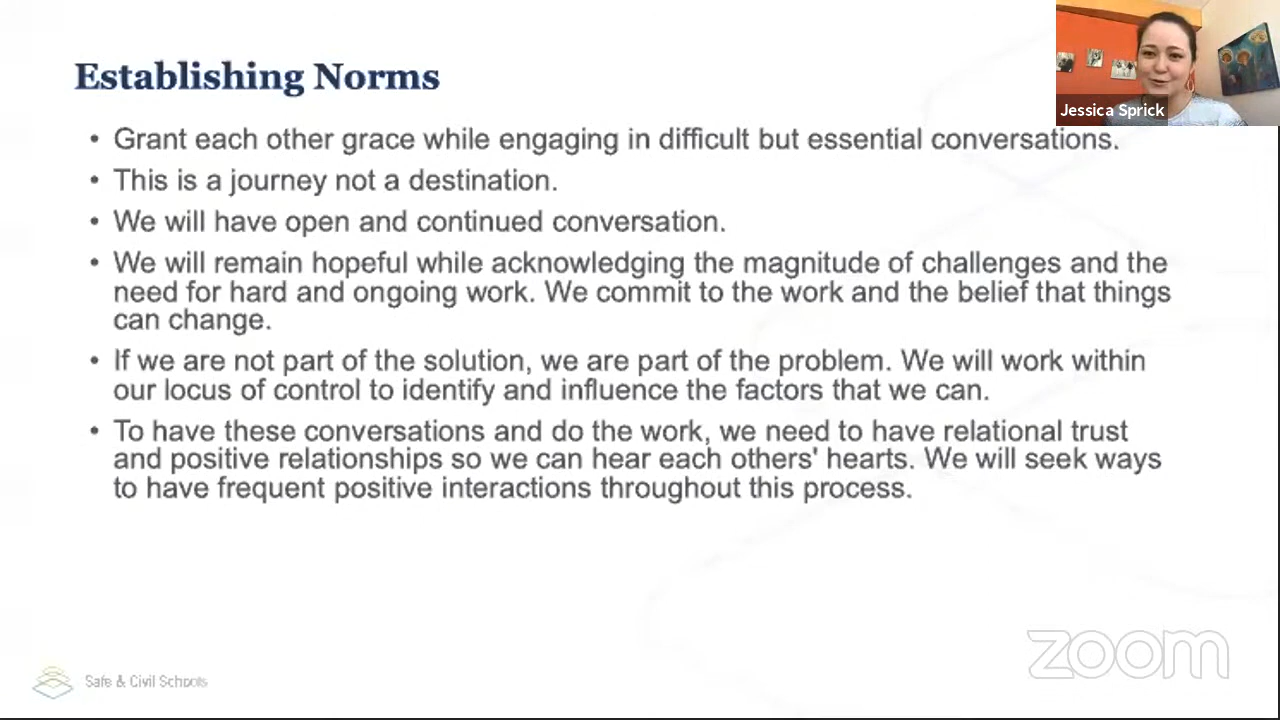 Establishing Norms
Jessica Sprick
• Grant each other grace while engaging in difficult but essential conversations.
• This is a journey not a destination.
• We will have open and continued conversation.
• We will remain hopeful while acknowledging the magnitude of challenges and the
need for hard and ongoing work. We commit to the work and the belief that things
can change.
• If we are not part of the solution, we are part of the problem. We will work within
our locus of control to identify and influence the factors that we can.
• To have these conversations and do the work, we need to have relational trust
and positive relationships so we can hear each others' hearts. We will seek ways
to have frequent positive interactions throughout this process.
zoom
Safe & Civil Schools